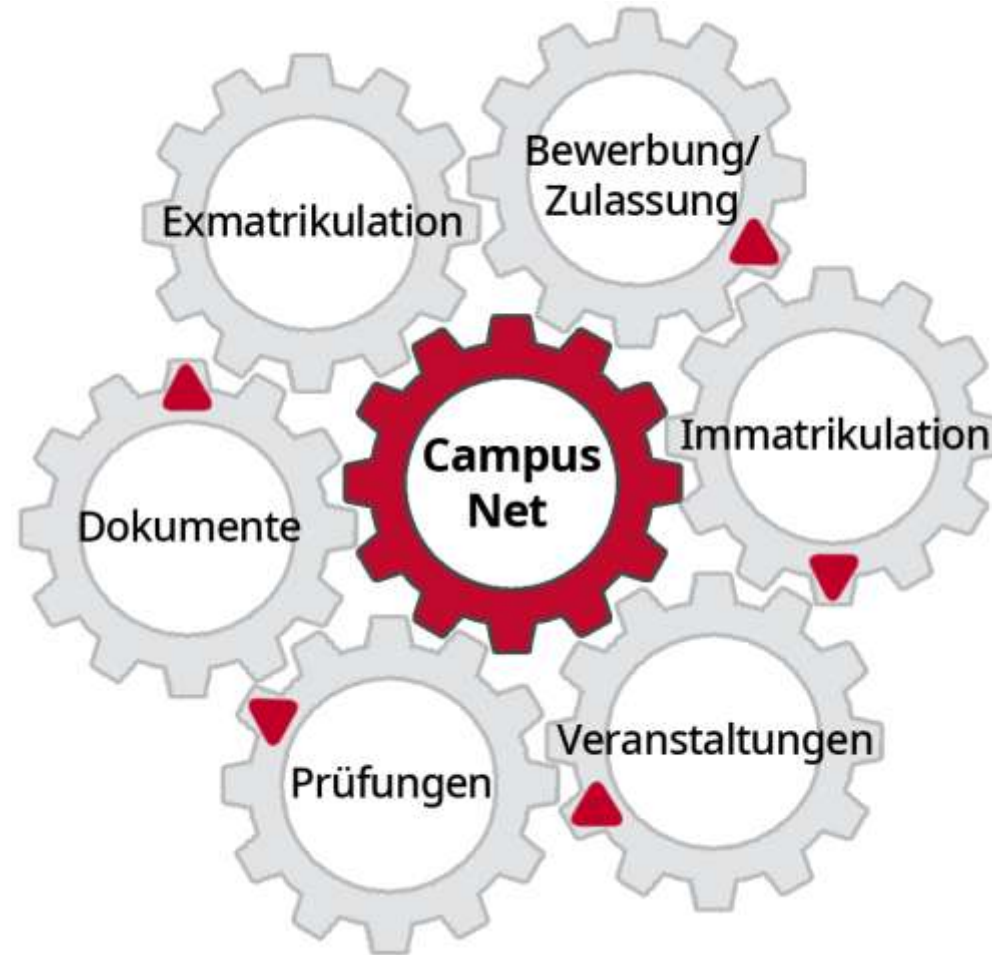 Bewerbung/
Zulassung
Exmatrikulation
Immatrikulation
Campus
Net
Dokumente
Veranstaltungen
Prüfungen